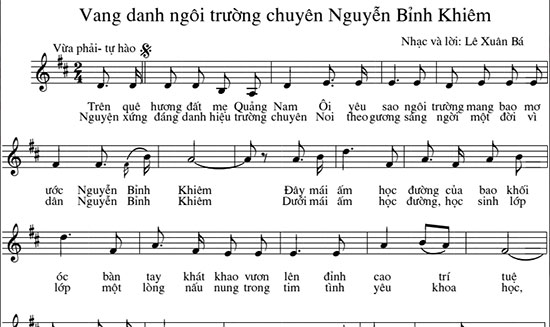 Vang danh ngôi trường chuyên Nguyễn Bỉnh Khiêm
Vừa phải- tự hào
Nhạc và lời: Lê Xuân Bá
2
4
Trên quê hương đất mẹ Quảng Nam Ôi yêu sao ngôi trường mang bao mơ
Nguyện xứng đáng danh hiệu trường chuyên Noi theo gương sáng ngời một đời vì
ước Nguyễn Bỉnh Khiêm Đây mái ấm học đường của bao khối
dân Nguyễn Bỉnh Khiêm Dưới mái ấm học đường, học sinh lớp
óc bàn tay khát khao vươn lên đỉnh cao trí tuệ
lớp một lòng nấu nung trong tim tình yêu khoa học,